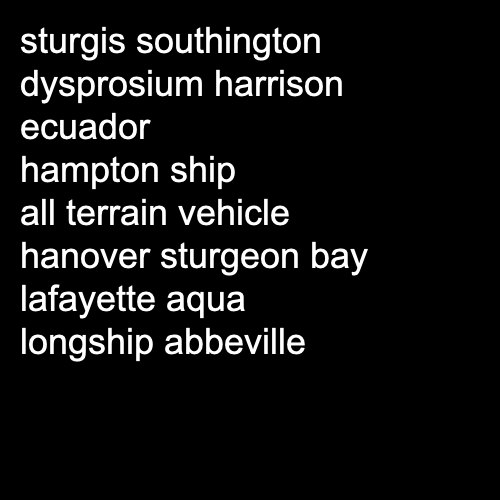 sturgis southington
dysprosium harrison
ecuador
hampton ship
all terrain vehicle
hanover sturgeon bay
lafayette aqua
longship abbeville